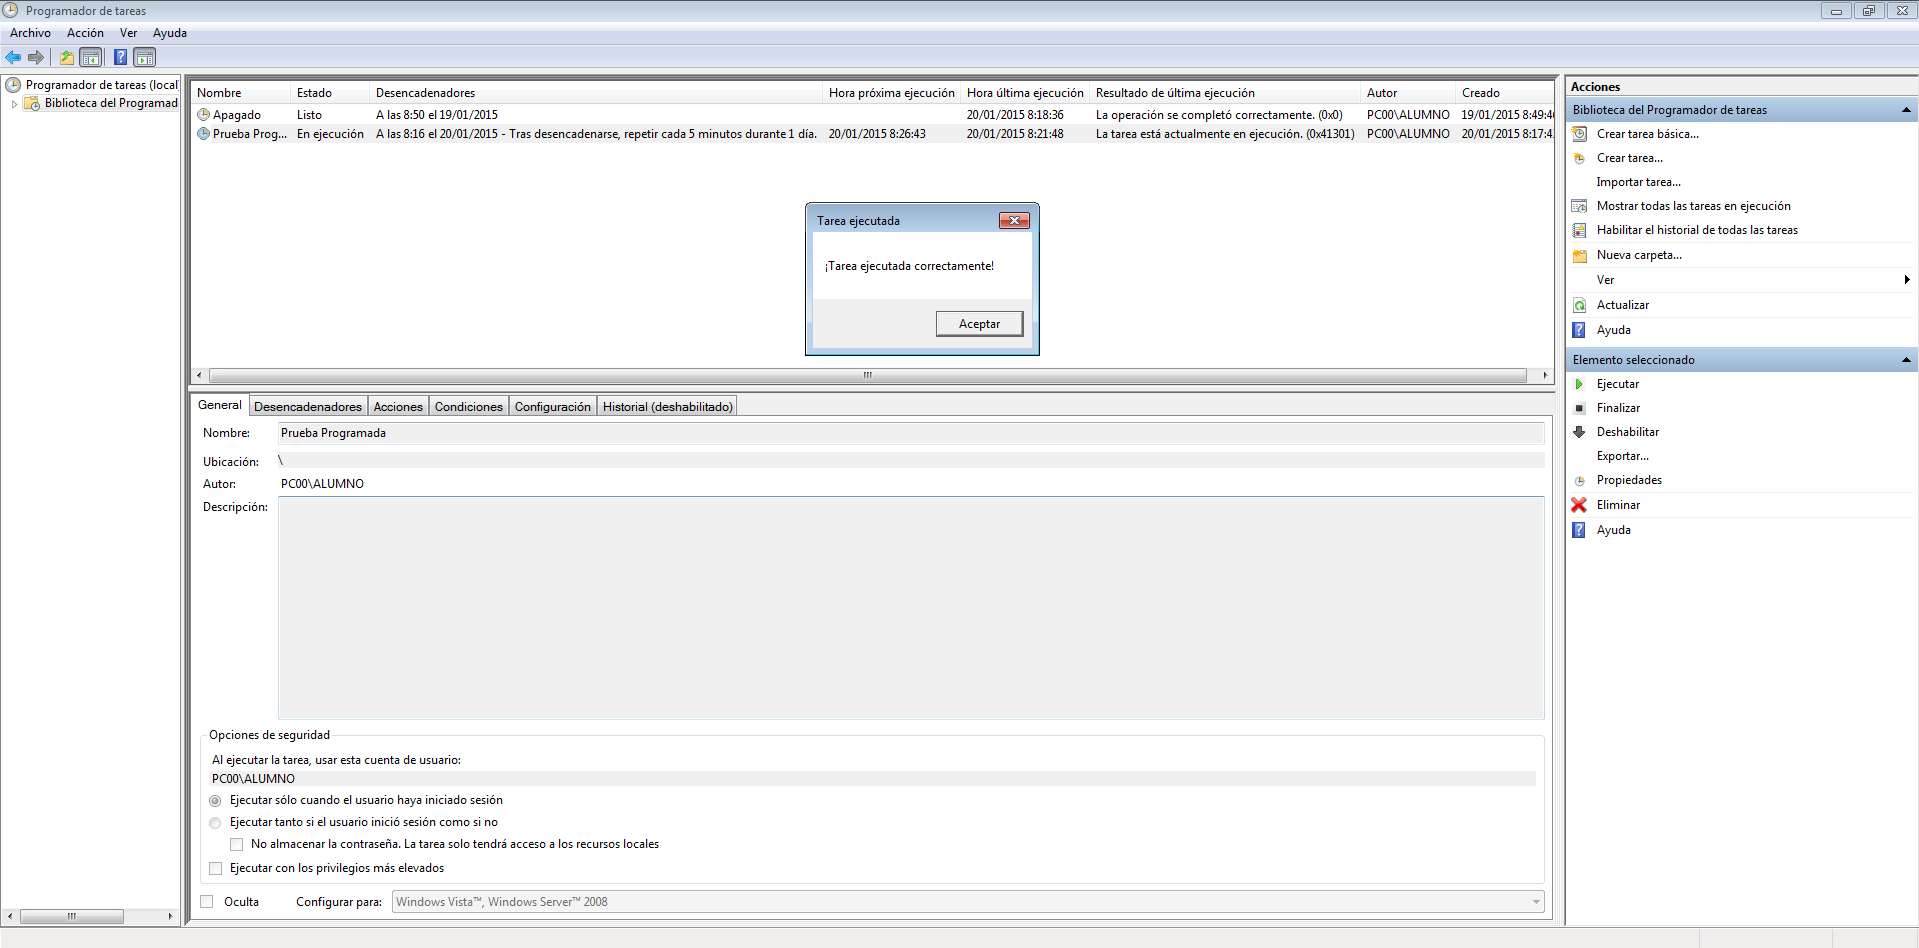 Programador de tareas
Archivo Acción Ver Ayuda
Programador de tareas (local
Biblioteca del Programad
Nombre Estado Desencadenadores Hora próxima ejecución Hora última ejecución Resultado de última ejecución Autor Creado
Apagado Listo A las 8:50 el 19/01/2015 20/01/2015 8:18:36 La operación se completó correctamente. (0x0) PC00\ALUMNO 19/01/2015 8:49:4
Prueba Prog... En ejecución A las 8:16 el 20/01/2015 - Tras desencadenarse, repetir cada 5 minutos durante 1 día. 20/01/2015 8:26:43 20/01/2015 8:21:48 La tarea está actualmente en ejecución. (0x41301) PC00\ALUMNO 20/01/2015 8:17:4
Tarea ejecutada
¡Tarea ejecutada correctamente!
Aceptar
General Desencadenadores Acciones Condiciones Configuración Historial (deshabilitado)
Nombre: Prueba Programada
Ubicación: \
Autor: PC00\ALUMNO
Descripción:
Opciones de seguridad
Al ejecutar la tarea, usar esta cuenta de usuario:
PC00\ALUMNO
Ejecutar sólo cuando el usuario haya iniciado sesión
Ejecutar tanto si el usuario inició sesión como si no
No almacenar la contraseña. La tarea solo tendrá acceso a los recursos locales
Ejecutar con los privilegios más elevados
Oculta Configurar para: Windows Vista™, Windows Server™ 2008
Acciones
Biblioteca del Programador de tareas
Crear tarea básica...
Crear tarea...
Importar tarea...
Mostrar todas las tareas en ejecución
Habilitar el historial de todas las tareas
Nueva carpeta...
Ver
Actualizar
Ayuda
Elemento seleccionado
Ejecutar
Finalizar
Deshabilitar
Exportar...
Propiedades
Eliminar
Ayuda